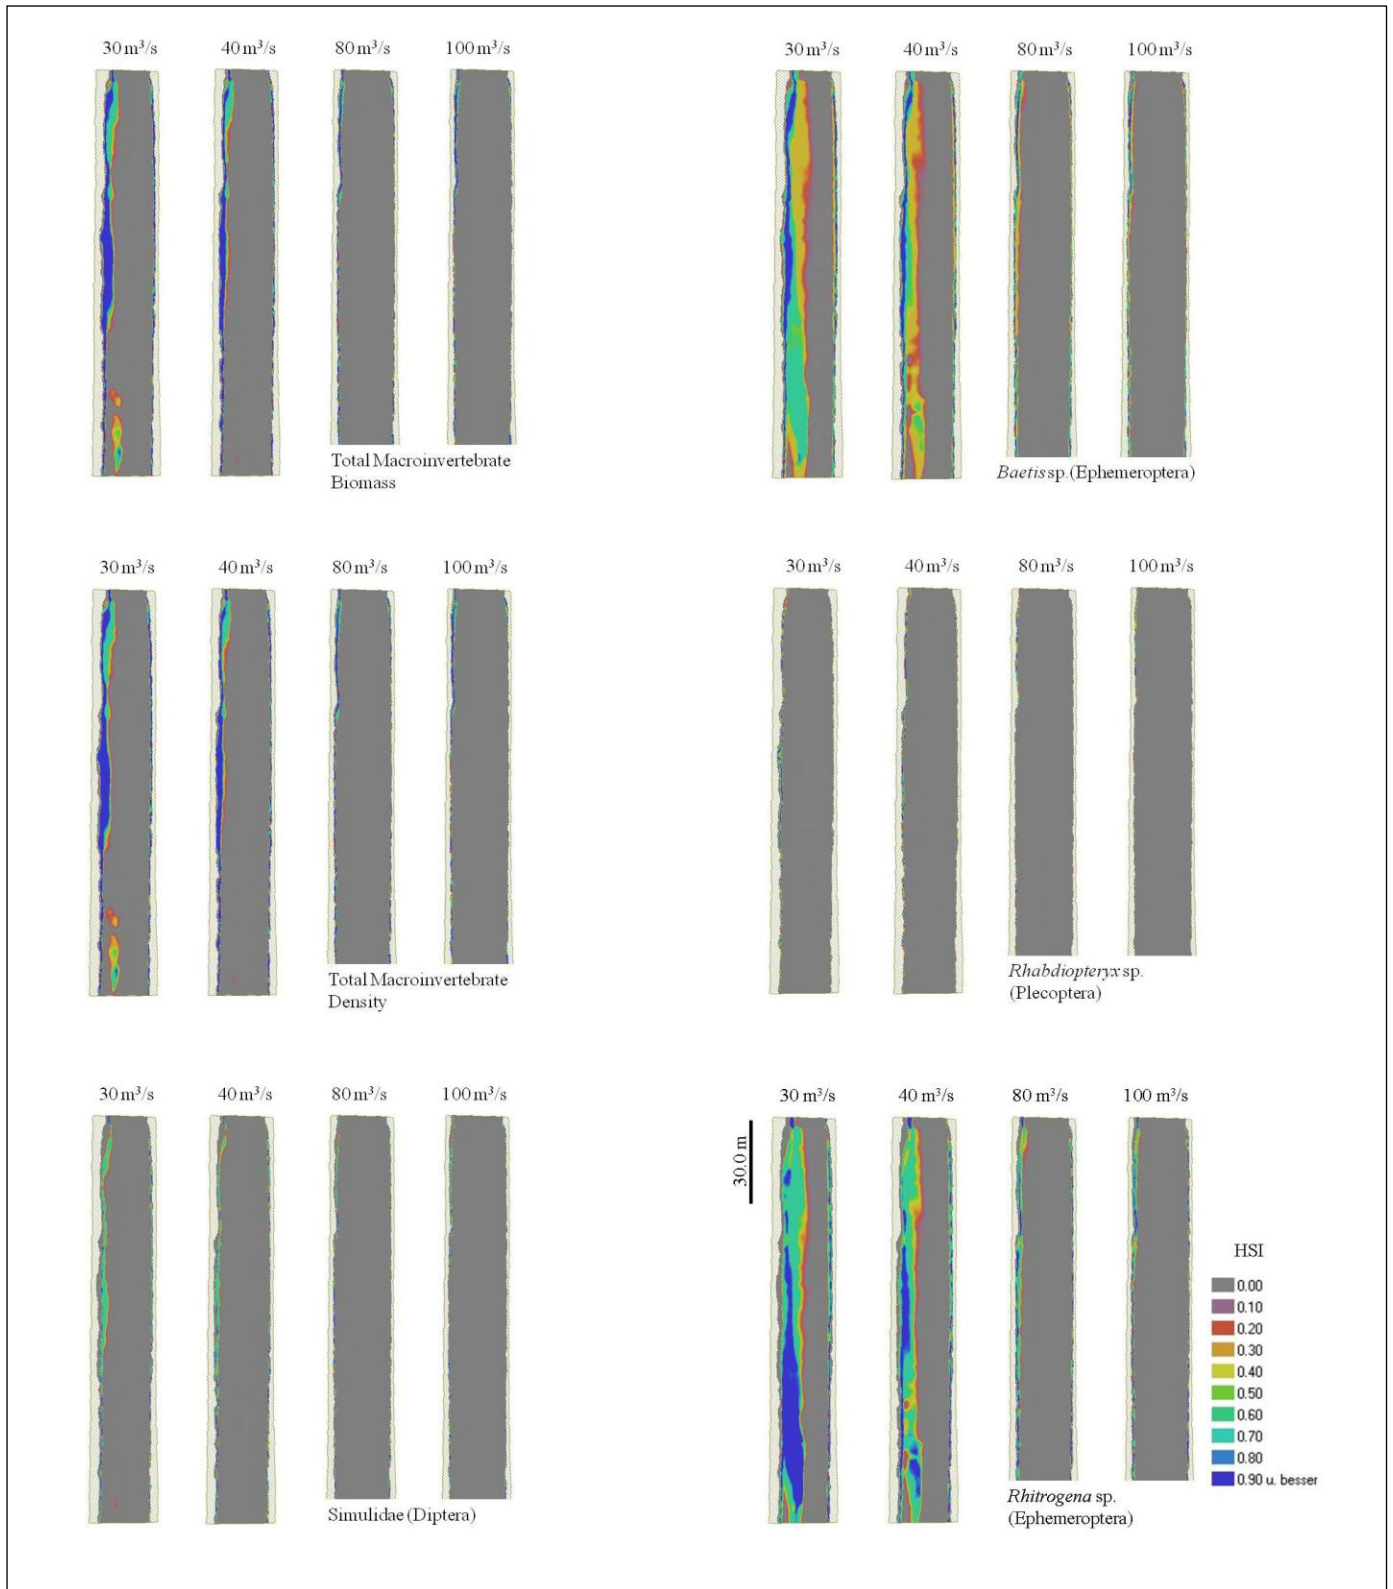 30 m³/s 40 m³/s 80 m³/s 100 m³/s
Total Macroinvertebrate
Biomass
30 m³/s 40 m³/s 80 m³/s 100 m³/s
Baetis sp. (Ephemeroptera)
30 m³/s 40 m³/s 80 m³/s 100 m³/s
Total Macroinvertebrate
Density
30 m³/s 40 m³/s 80 m³/s 100 m³/s
Rhabdiopteryx sp.
(Plecoptera)
30 m³/s 40 m³/s 80 m³/s 100 m³/s
Simulidae (Diptera)
30 m³/s 40 m³/s 80 m³/s 100 m³/s
30.0 m
Rhitrogena sp.
(Ephemeroptera)
HSI
0.00
0.10
0.20
0.30
0.40
0.50
0.60
0.70
0.80
0.90 u. besser